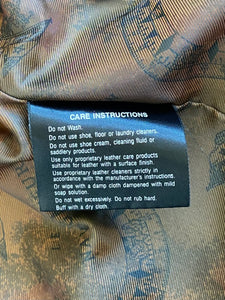 CARE INSTRUCTIONS
Do not Wash.
Do not use shoe, floor or laundry cleaners.
Do not use shoe cream, cleaning fluid or
saddlery products.
Use only proprietary leather care products
suitable for leather with a surface finish.
Use proprietary leather cleaners strictly in
accordance with the manufacturer's instructions.
Or wipe with a damp cloth dampened with mild
soap solution.
Do not wet excessively. Do not rub hard.
Buff with a dry cloth.